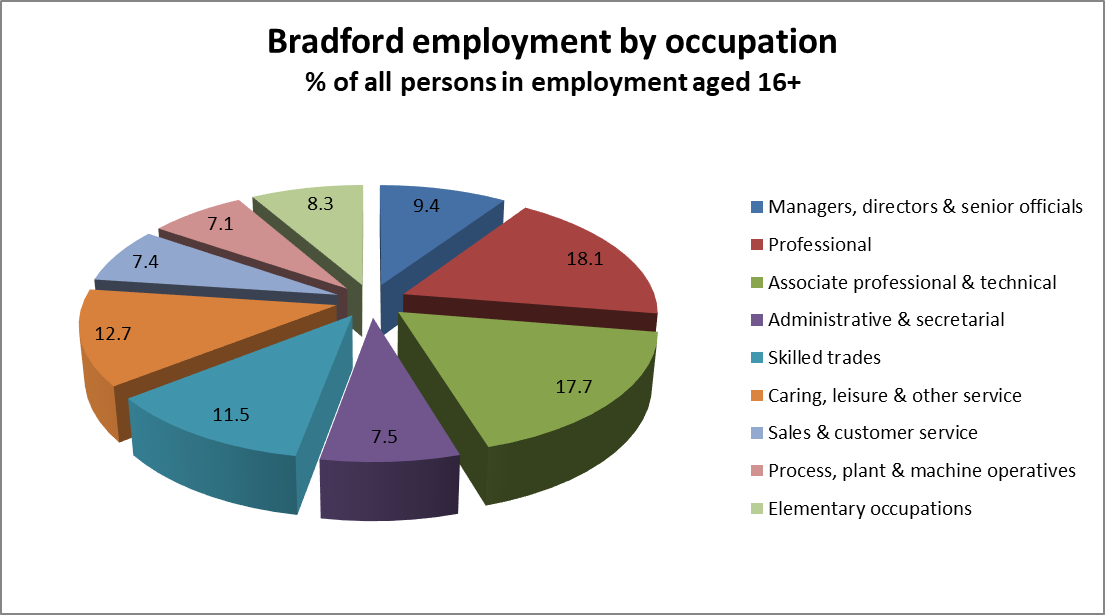 Bradford employment by occupation
% of all persons in employment aged 16+
8.3
9.4
7.1
18.1
7.4
12.7
17.7
11.5
7.5
Managers, directors & senior officials
Professional
Associate professional & technical
Administrative & secretarial
Skilled trades
Caring, leisure & other service
Sales & customer service
Process, plant & machine operatives
Elementary occupations